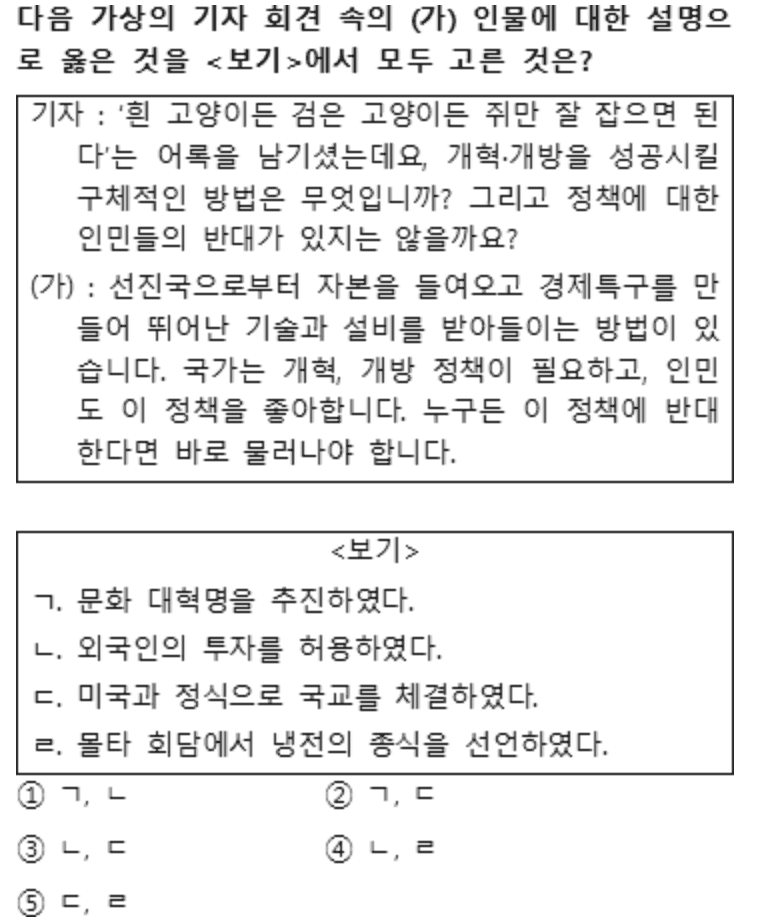 다음 가상의 기자 회견 속의 (가) 인물에 대한 설명으
로 옳은 것을 <보기>에서 모두 고른 것은?
기자 : '흰 고양이든 검은 고양이든 쥐만 잘 잡으면 된
다'는 어록을 남기셨는데요, 개혁·개방을 성공시킬
구체적인 방법은 무엇입니까? 그리고 정책에 대한
인민들의 반대가 있지는 않을까요?
(가) : 선진국으로부터 자본을 들여오고 경제특구를 만
들어 뛰어난 기술과 설비를 받아들이는 방법이 있
습니다. 국가는 개혁, 개방 정책이 필요하고, 인민
도 이 정책을 좋아합니다. 누구든 이 정책에 반대
한다면 바로 물러나야 합니다.
<보기>
ㄱ. 문화 대혁명을 추진하였다.
ㄴ. 외국인의 투자를 허용하였다.
ㄷ. 미국과 정식으로 국교를 체결하였다.
ㄹ. 몰타 회담에서 냉전의 종식을 선언하였다.
① ㄱ, ㄴ ② ㄱ, ㄷ
③ ㄴ, ㄷ ④ ㄴ, ㄹ
⑤ ㄷ, ㄹ